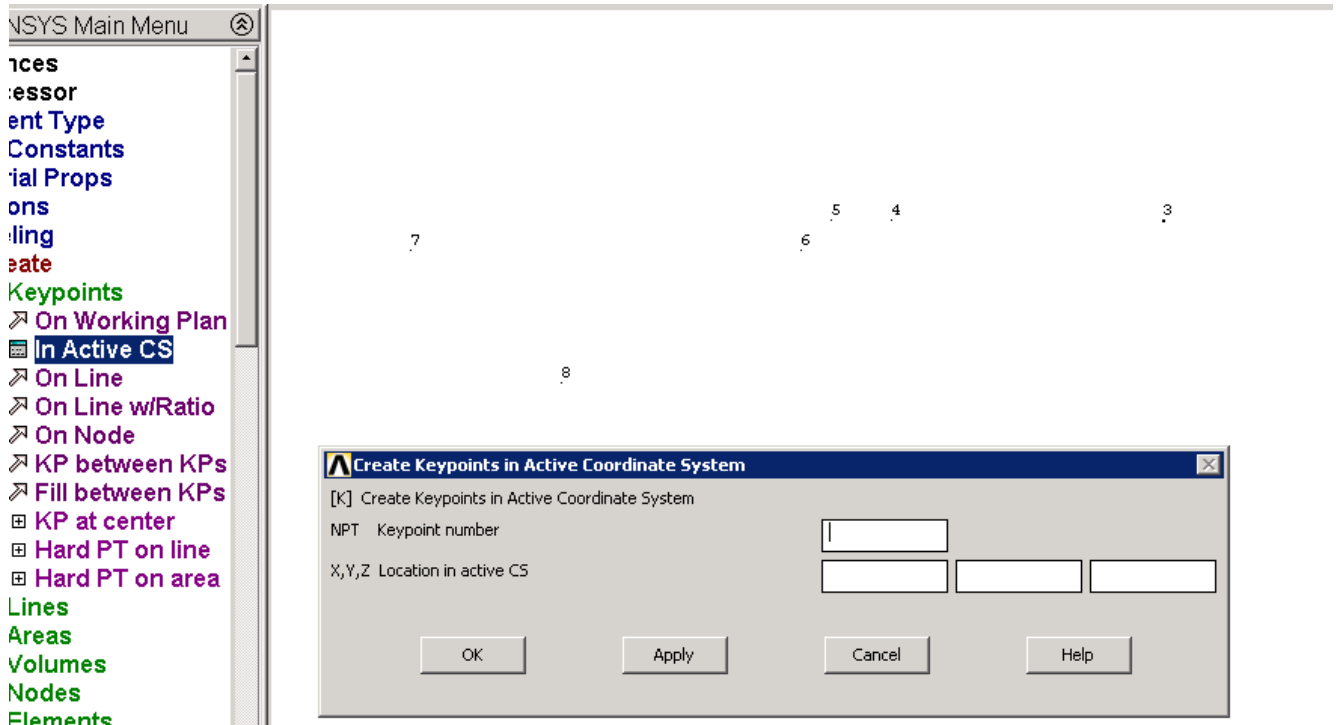 NSYS Main Menu
nces
essor
ent Type
Constants
rial Props
ons
ling
eate
Keypoints
On Working Plan
In Active CS
On Line
On Line w/Ratio
On Node
KP between KPs
Fill between KPs
KP at center
Hard PT on line
Hard PT on area
Lines
Areas
Volumes
Nodes
Elements
5 4 3
7 6
8
Create Keypoints in Active Coordinate System
[K] Create Keypoints in Active Coordinate System
NPT Keypoint number
X,Y,Z Location in active CS
OK Apply Cancel Help